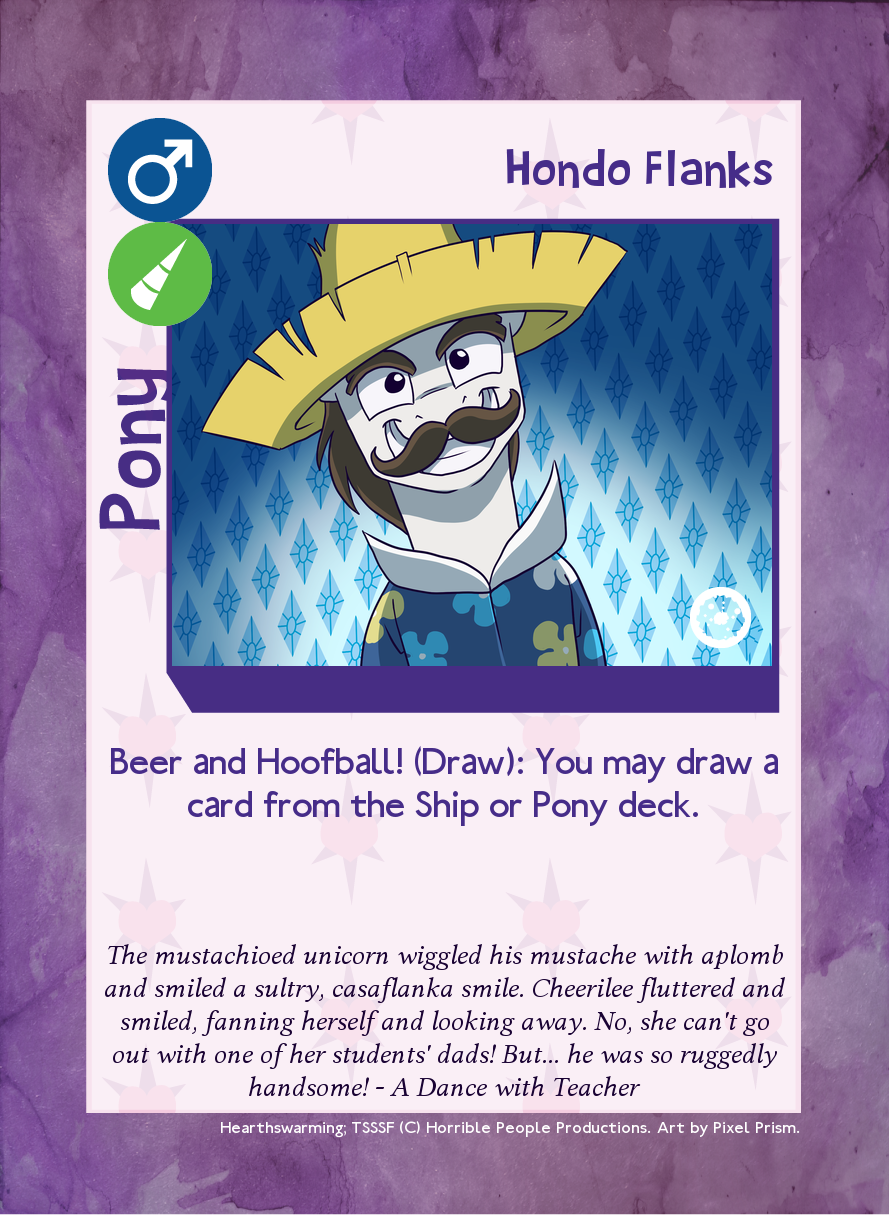 Hondo Flanks
Pony
Beer and Hoofball! (Draw): You may draw a
card from the Ship or Pony deck.
The mustachioed unicorn wiggled his mustache with aplomb
and smiled a sultry, casaflanka smile. Cheerilee fluttered and
smiled, fanning herself and looking away. No, she can't go
out with one of her students' dads! But... he was so ruggedly
handsome! - A Dance with Teacher
Hearthswarming; TSSSF (C) Horrible People Productions. Art by Pixel Prism.